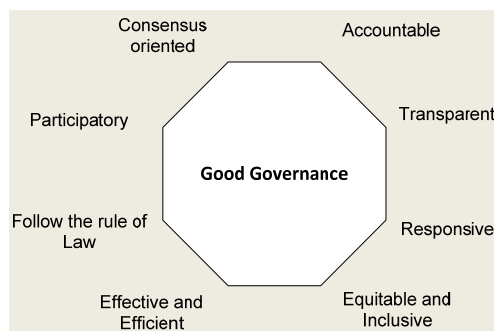 Consensus
oriented
Accountable
Participatory
Transparent
Good Governance
Follow the rule of
Law
Responsive
Effective and
Efficient
Equitable and
Inclusive